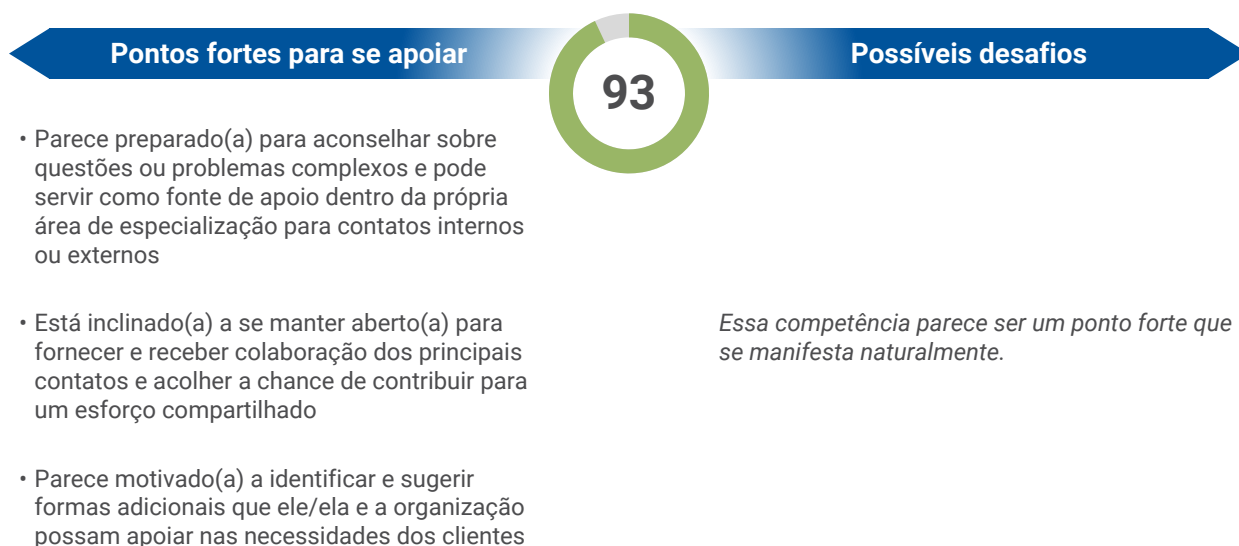 Pontos fortes para se apoiar
93
Possíveis desafios
• Parece preparado(a) para aconselhar sobre
questões ou problemas complexos e pode
servir como fonte de apoio dentro da própria
área de especialização para contatos internos
ou externos
• Está inclinado(a) a se manter aberto(a) para
fornecer e receber colaboração dos principais
contatos e acolher a chance de contribuir para
um esforço compartilhado
• Parece motivado(a) a identificar e sugerir
formas adicionais que ele/ela e a organização
possam apoiar nas necessidades dos clientes
Essa competência parece ser um ponto forte que
se manifesta naturalmente.